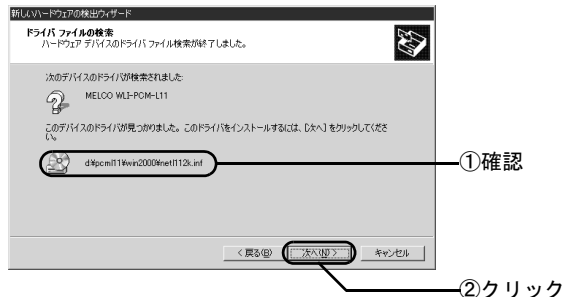 新しいハードウェアの検出ウィザード
ドライバ ファイルの検索
ハードウェア デバイスのドライバ ファイル検索が終了しました。
次のデバイスのドライバが検索されました:
MELCO WLI-PCM-L11
このデバイスのドライバが見つかりました。このドライバをインストールするには、[次へ] をクリックしてくださ
い。
d:¥pcml11¥win2000¥netl112k.inf
①確認
< 戻る(B)
次へ(N) >
キャンセル
②クリック